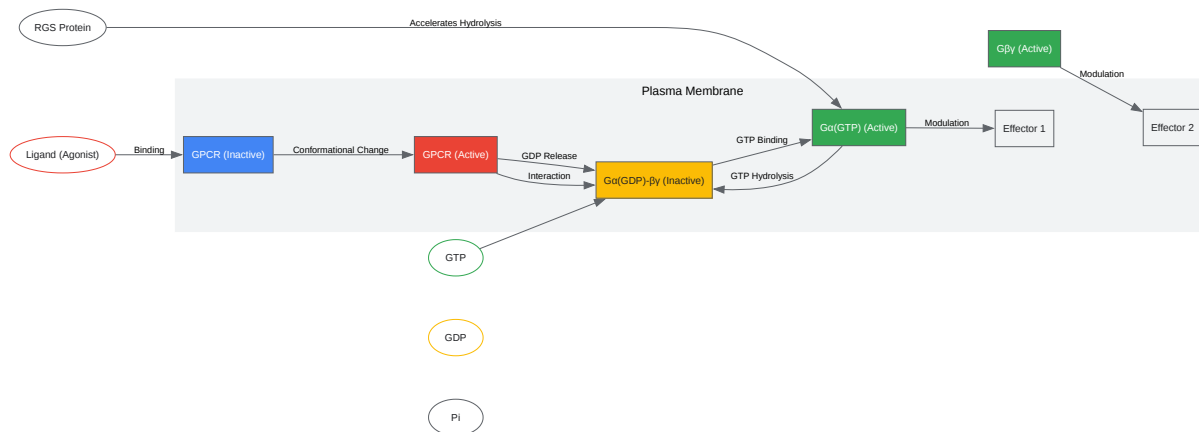 RGS Protein
Accelerates Hydrolysis
Gβγ (Active)
Modulation
Plasma Membrane
Ligand (Agonist)
Binding
GPCR (Inactive)
Conformational Change
GPCR (Active)
GDP Release
Interaction
Gα(GDP)-βγ (Inactive)
GTP Binding
GTP Hydrolysis
Gα(GTP) (Active)
Modulation
Effector 1
Effector 2
GTP
GDP
Pi